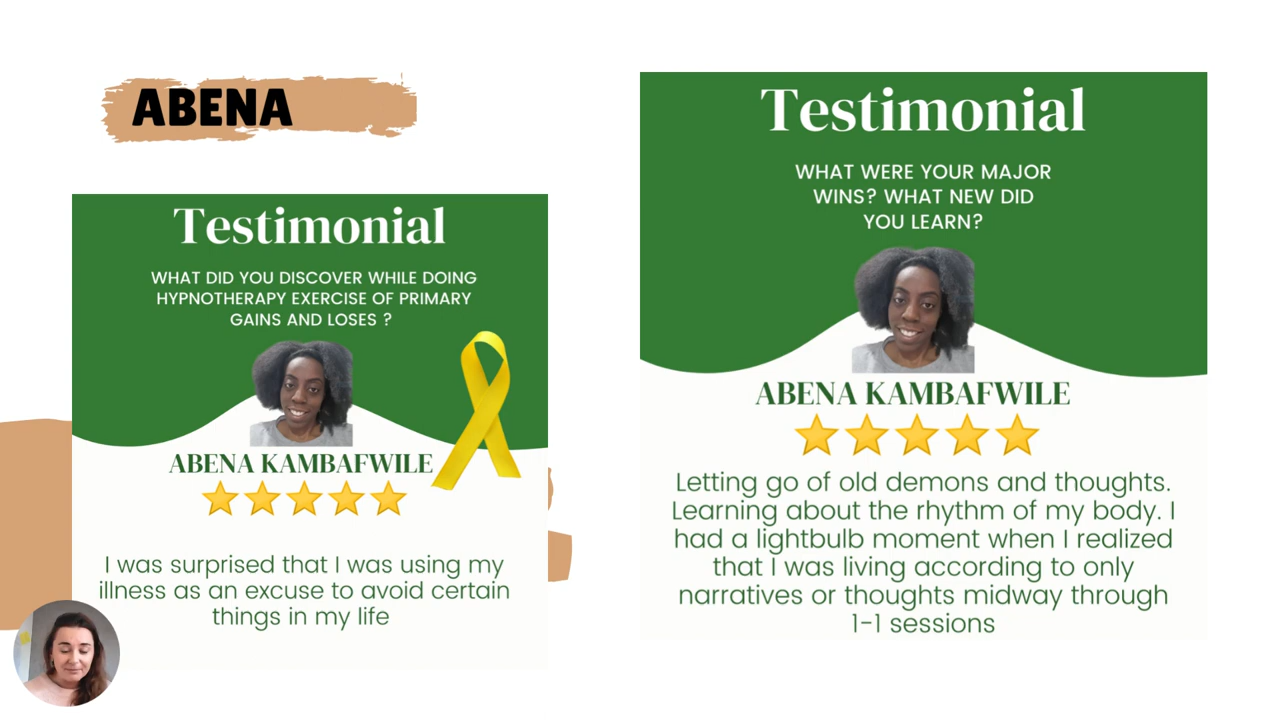 ABENA
Testimonial
WHAT DID YOU DISCOVER WHILE DOING
HYPNOTHERAPY EXERCISE OF PRIMARY
GAINS AND LOSES ?
ABENA KAMBAFWILE
I was surprised that I was using my
illness as an excuse to avoid certain
things in my life
Testimonial
WHAT WERE YOUR MAJOR
WINS? WHAT NEW DID
YOU LEARN?
ABENA KAMBAFWILE
Letting go of old demons and thoughts.
Learning about the rhythm of my body. I
had a lightbulb moment when I realized
that I was living according to only
narratives or thoughts midway through
1-1 sessions